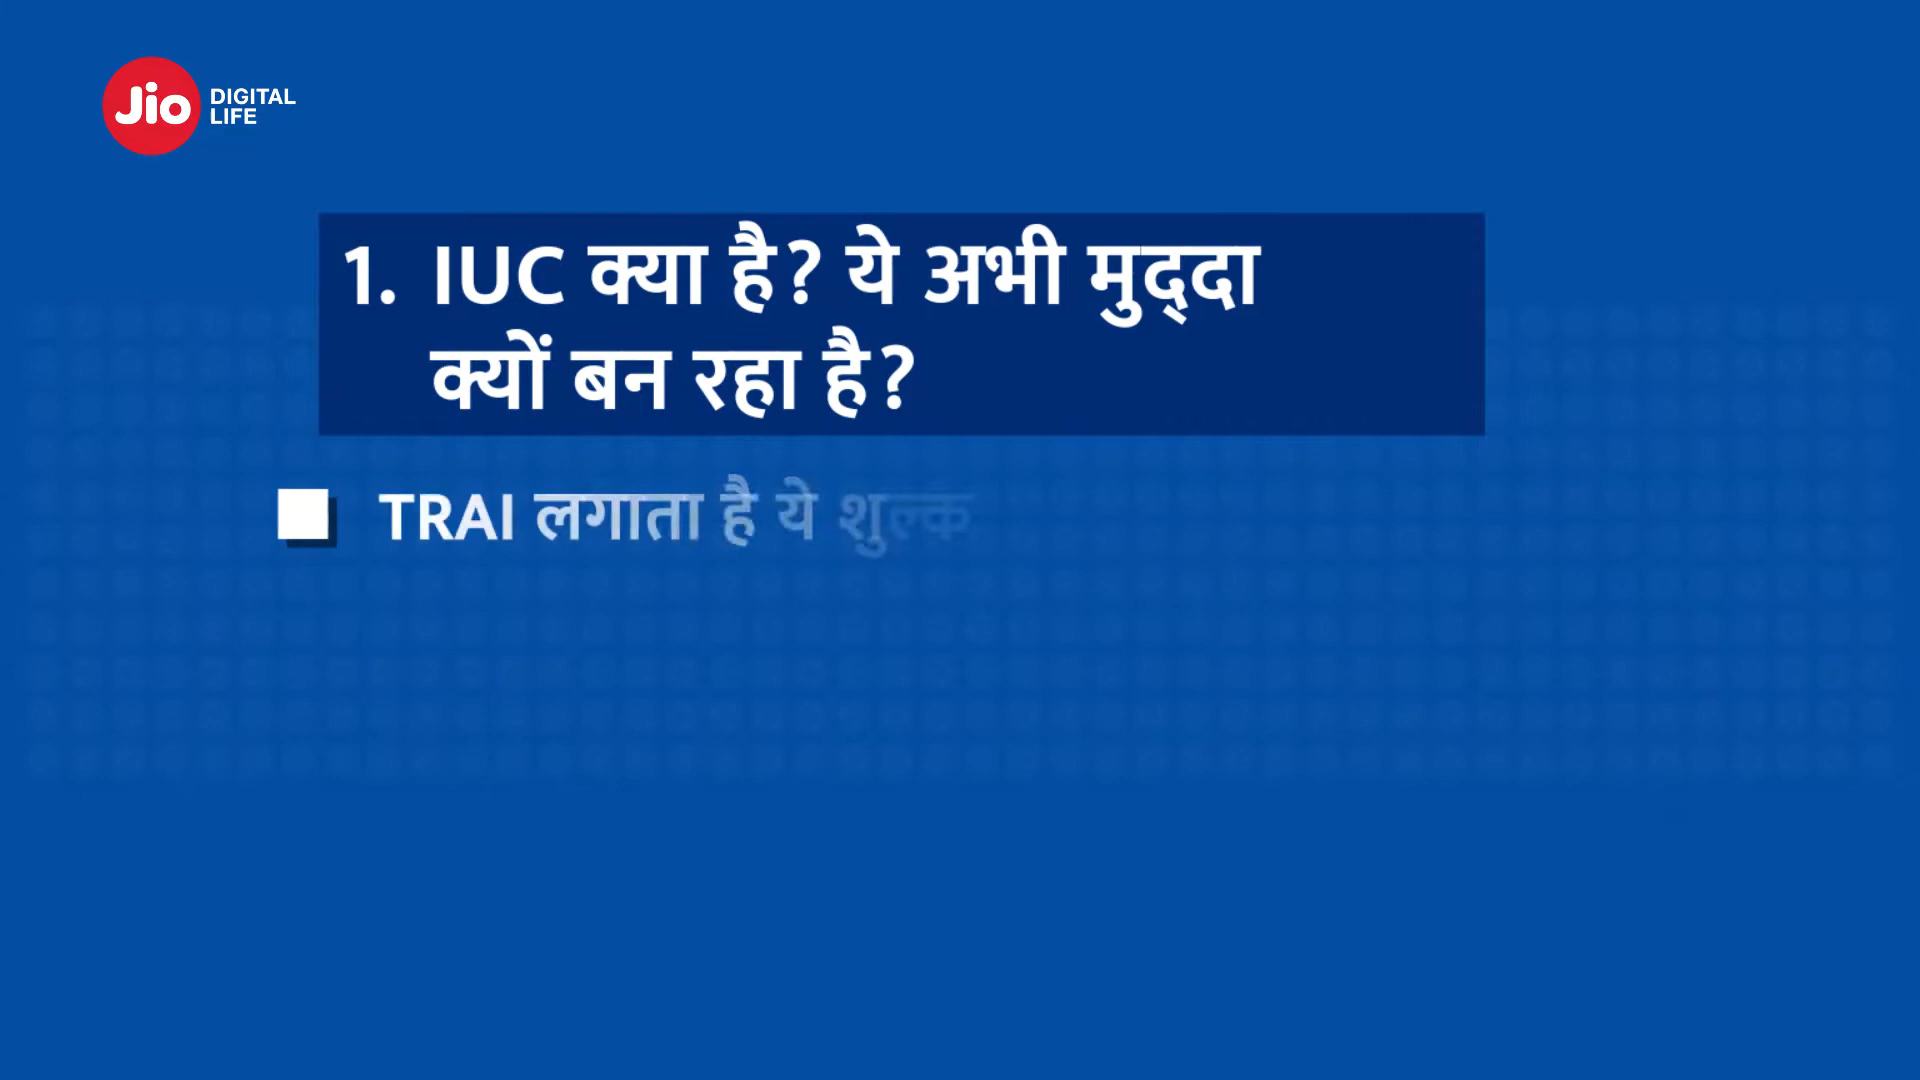 Jio DIGITAL
LIFE
1. IUC क्या है? ये अभी मुद्‌दा
क्यों बन रहा है?
TRAI लगाता है ये शुल्क